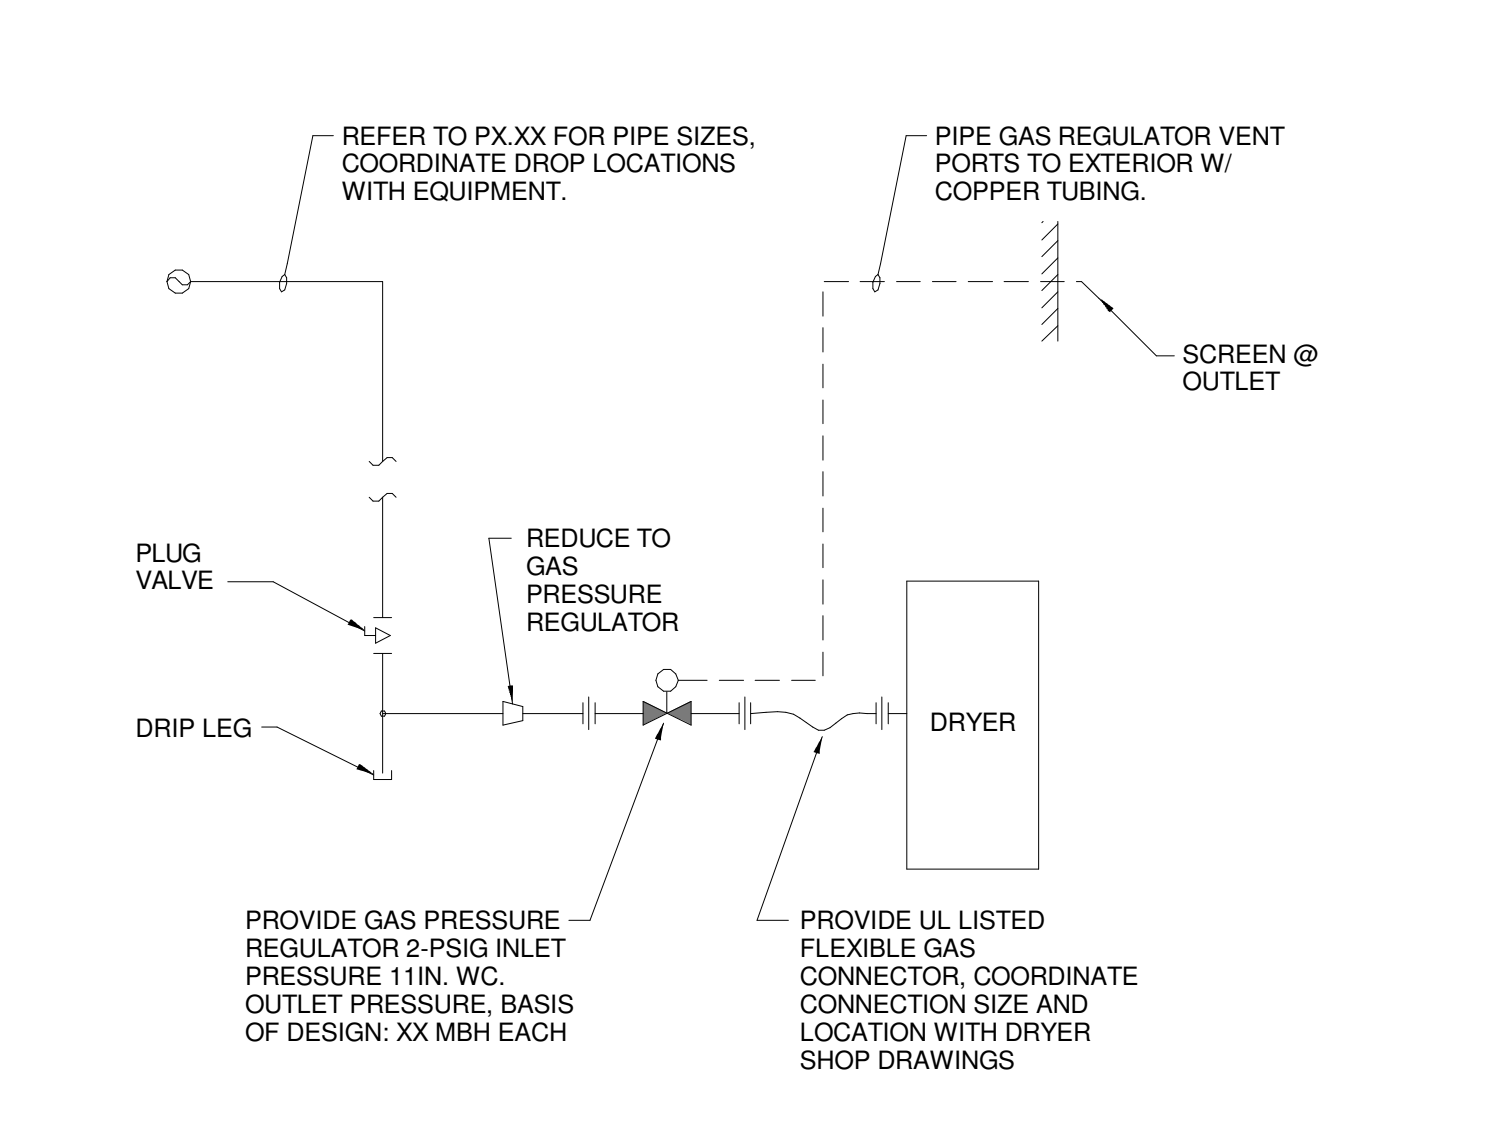 REFER TO PX.XX FOR PIPE SIZES,
COORDINATE DROP LOCATIONS
WITH EQUIPMENT.
PIPE GAS REGULATOR VENT
PORTS TO EXTERIOR W/
COPPER TUBING.
SCREEN @
OUTLET
PLUG
VALVE
REDUCE TO
GAS
PRESSURE
REGULATOR
DRIP LEG
DRYER
PROVIDE GAS PRESSURE
REGULATOR 2-PSIG INLET
PRESSURE 11IN. WC.
OUTLET PRESSURE, BASIS
OF DESIGN: XX MBH EACH
PROVIDE UL LISTED
FLEXIBLE GAS
CONNECTOR, COORDINATE
CONNECTION SIZE AND
LOCATION WITH DRYER
SHOP DRAWINGS